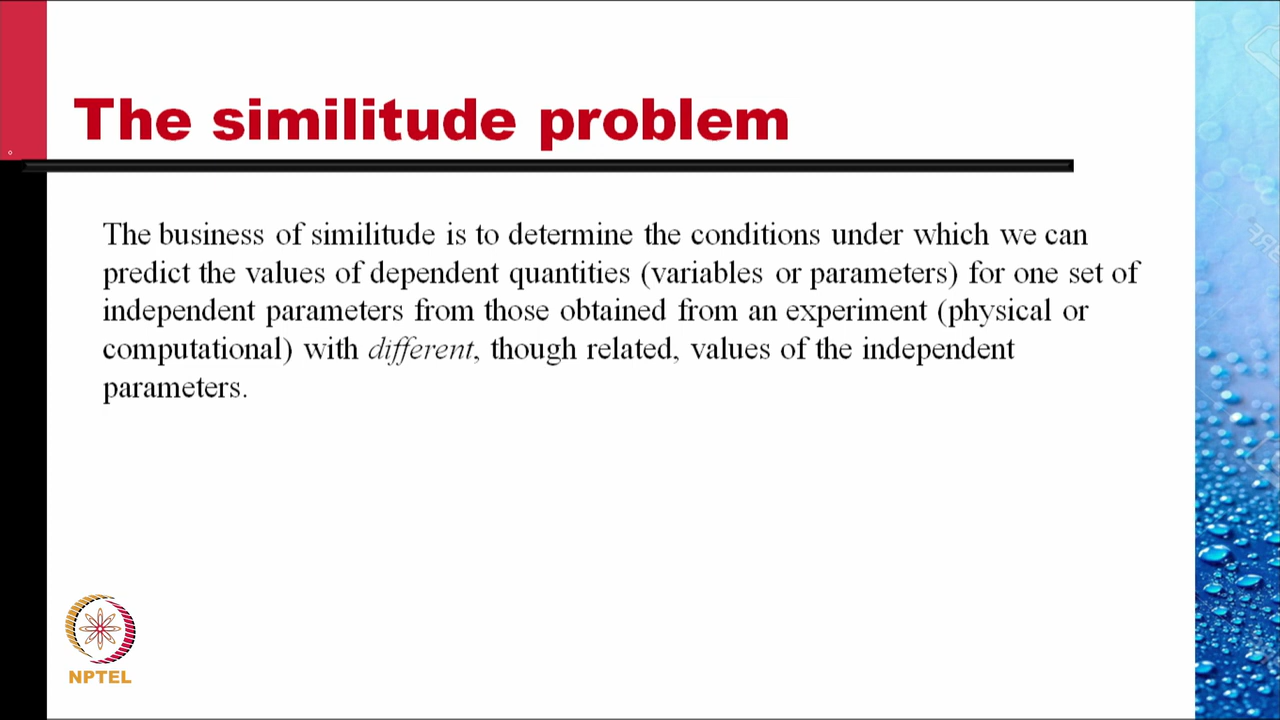 The similitude problem
The business of similitude is to determine the conditions under which we can
predict the values of dependent quantities (variables or parameters) for one set of
independent parameters from those obtained from an experiment (physical or
computational) with different, though related, values of the independent
parameters.
NPTEL